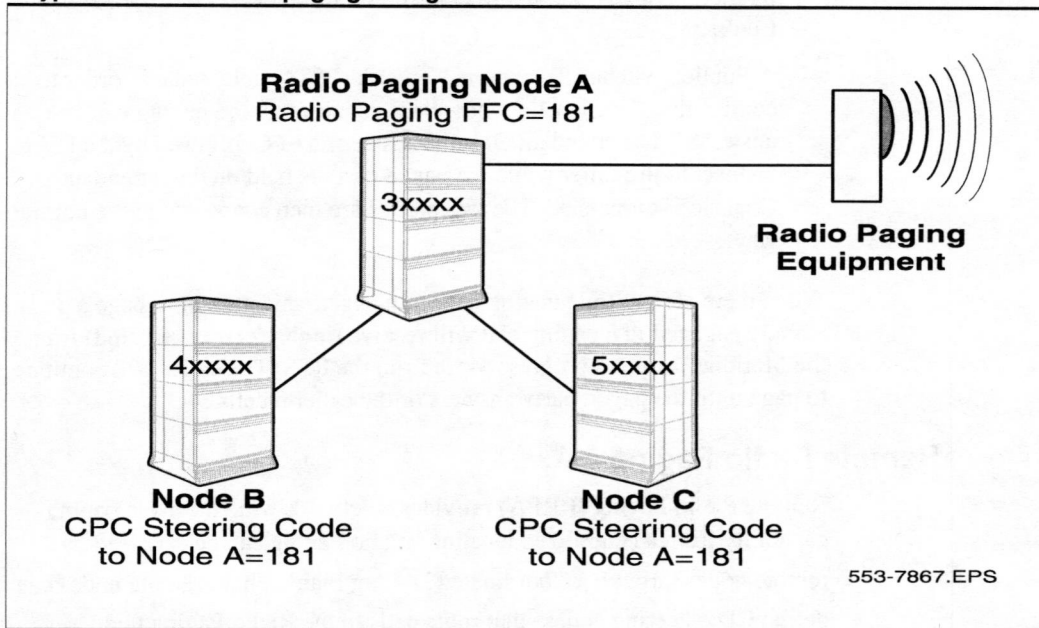 Radio Paging Node A
Radio Paging FFC=181
3xxxx
Radio Paging
Equipment
4xxxx
5xxxx
Node B
CPC Steering Code
to Node A=181
Node C
CPC Steering Code
to Node A=181
553-7867.EPS